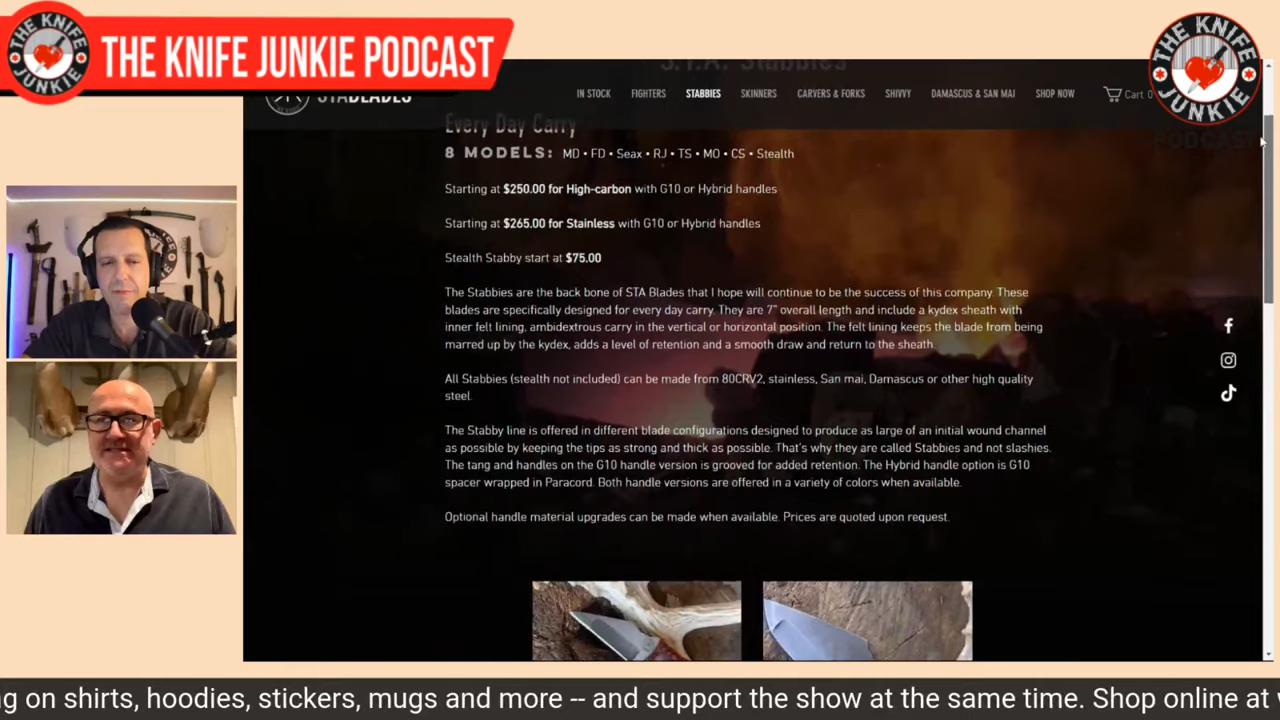 THE KNIFE JUNKIE
THE KNIFE JUNKIE PODCAST
THE KNIFE JUNKIE
PODCAST
S.T.A. Stabbies
STABLADES
IN STOCK FIGHTERS STABBIES SKINNERS CARVERS & FORKS SHIVVY DAMASCUS & SAN MAI SHOP NOW Cart 0
Every Day Carry
8 MODELS: MD • FD • Seax • RJ • TS • MO • CS • Stealth
Starting at $250.00 for High-carbon with G10 or Hybrid handles
Starting at $265.00 for Stainless with G10 or Hybrid handles
Stealth Stabby start at $75.00
The Stabbies are the back bone of STA Blades that I hope will continue to be the success of this company. These
blades are specifically designed for every day carry. They are 7" overall length and include a kydex sheath with
inner felt lining, ambidextrous carry in the vertical or horizontal position. The felt lining keeps the blade from being
marred up by the kydex, adds a level of retention and a smooth draw and return to the sheath.
All Stabbies (stealth not included) can be made from 80CRV2, stainless, San mai, Damascus or other high quality
steel.
The Stabby line is offered in different blade configurations designed to produce as large of an initial wound channel
as possible by keeping the tips as strong and thick as possible. That's why they are called Stabbies and not slashies.
The tang and handles on the G10 handle version is grooved for added retention. The Hybrid handle option is G10
spacer wrapped in Paracord. Both handle versions are offered in a variety of colors when available.
Optional handle material upgrades can be made when available. Prices are quoted upon request.
g on shirts, hoodies, stickers, mugs and more -- and support the show at the same time. Shop online at